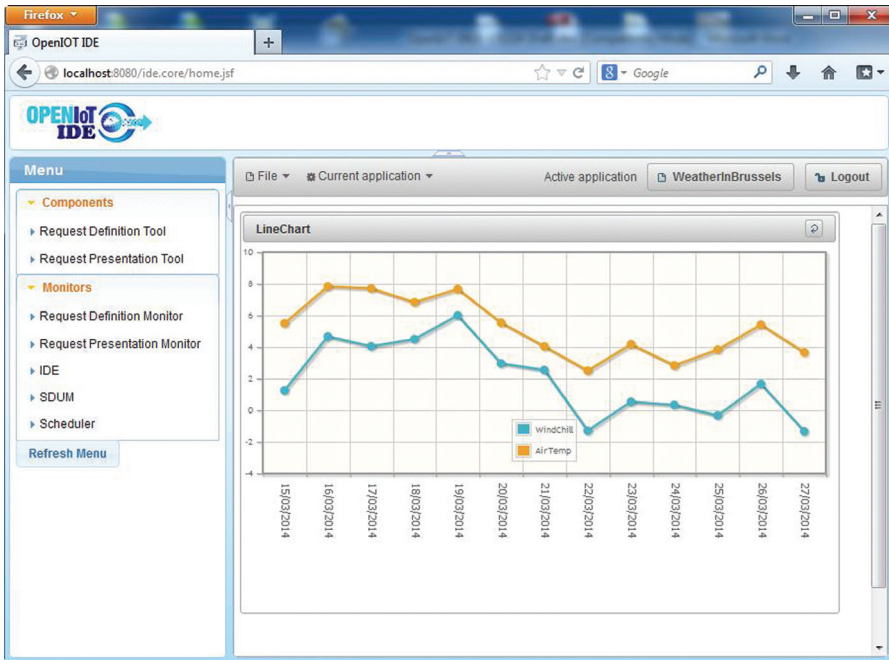 Firefox
OpenIOT IDE
localhost:8080/ide.core/home.jsf
Google
OPENIoT
IDE
Menu
Components
Request Definition Tool
Request Presentation Tool
Monitors
Request Definition Monitor
Request Presentation Monitor
IDE
SDUM
Scheduler
Refresh Menu
File
Current application
Active application
WeatherInBrussels
Logout
LineChart
10
8
6
4
2
0
-2
-4
WindChill
AirTemp
15/03/2014
16/03/2014
17/03/2014
18/03/2014
19/03/2014
20/03/2014
21/03/2014
22/03/2014
23/03/2014
24/03/2014
25/03/2014
26/03/2014
27/03/2014